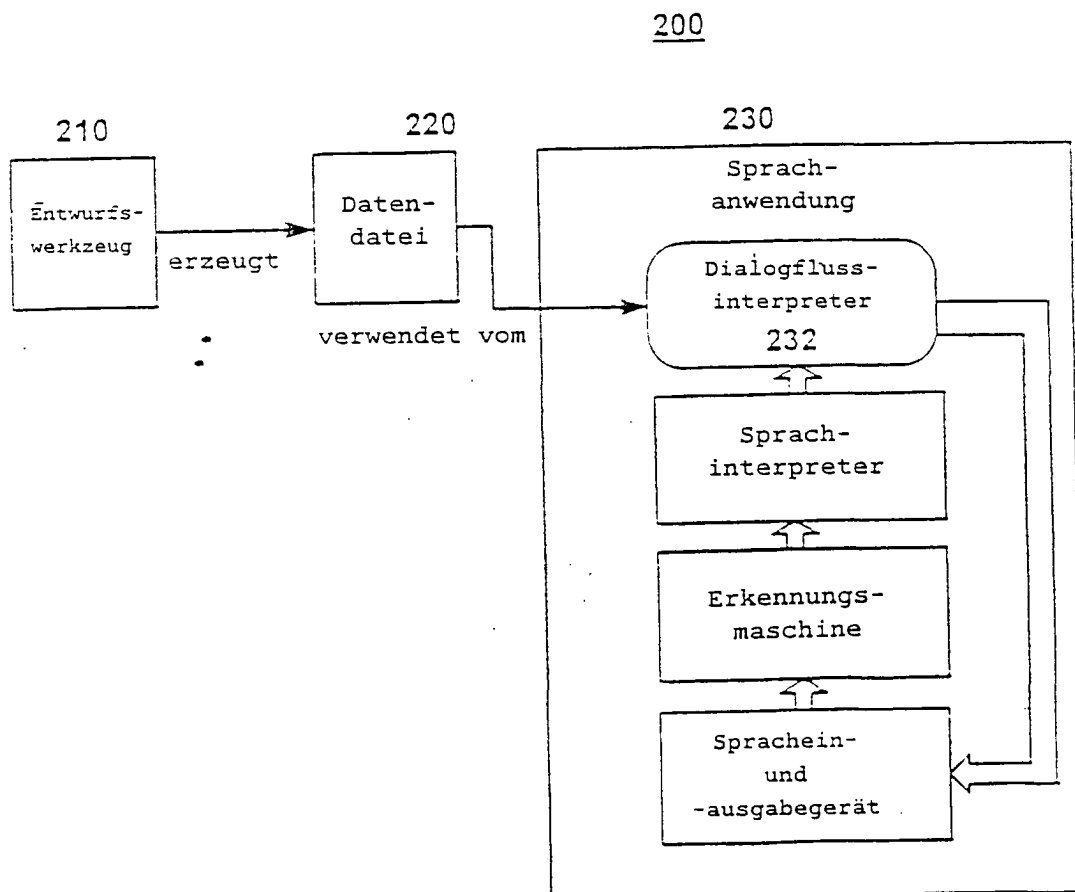 200
210
220
230
Entwurfs-
werkzeug
erzeugt
Daten-
datei
verwendet vom
Sprach-
anwendung
Dialogfluss-
interpreter
232
Sprach-
interpreter
Erkennungs-
maschine
Sprachein-
und
-ausgabegerät